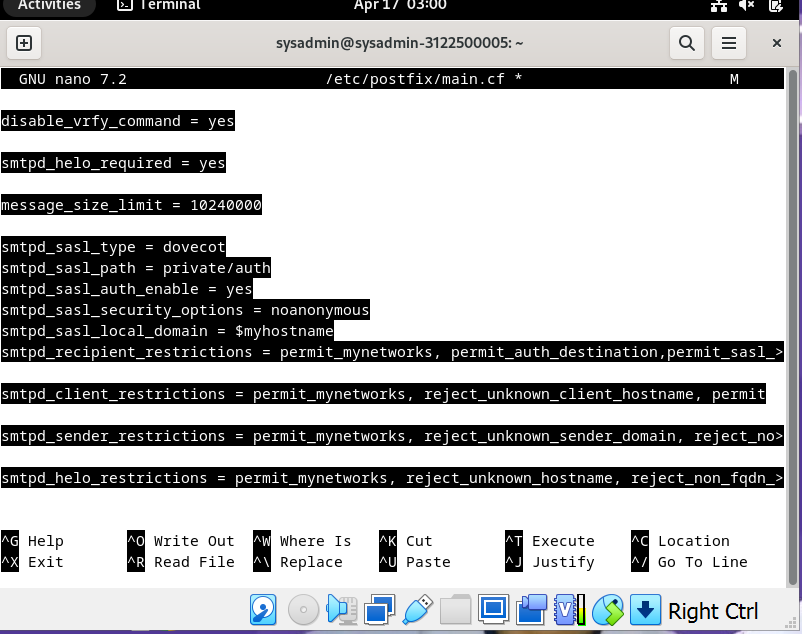 Activities Terminal Apr 17 03:00
sysadmin@sysadmin-3122500005: ~
GNU nano 7.2 /etc/postfix/main.cf * M
disable_vrfy_command = yes
smtpd_helo_required = yes
message_size_limit = 10240000
smtpd_sasl_type = dovecot
smtpd_sasl_path = private/auth
smtpd_sasl_auth_enable = yes
smtpd_sasl_security_options = noanonymous
smtpd_sasl_local_domain = $myhostname
smtpd_recipient_restrictions = permit_mynetworks, permit_auth_destination,permit_sasl_>
smtpd_client_restrictions = permit_mynetworks, reject_unknown_client_hostname, permit
smtpd_sender_restrictions = permit_mynetworks, reject_unknown_sender_domain, reject_no>
smtpd_helo_restrictions = permit_mynetworks, reject_unknown_hostname, reject_non_fqdn_>
^G Help ^O Write Out ^W Where Is ^K Cut ^T Execute ^C Location
^X Exit ^R Read File ^\ Replace ^U Paste ^J Justify ^/ Go To Line
Right Ctrl